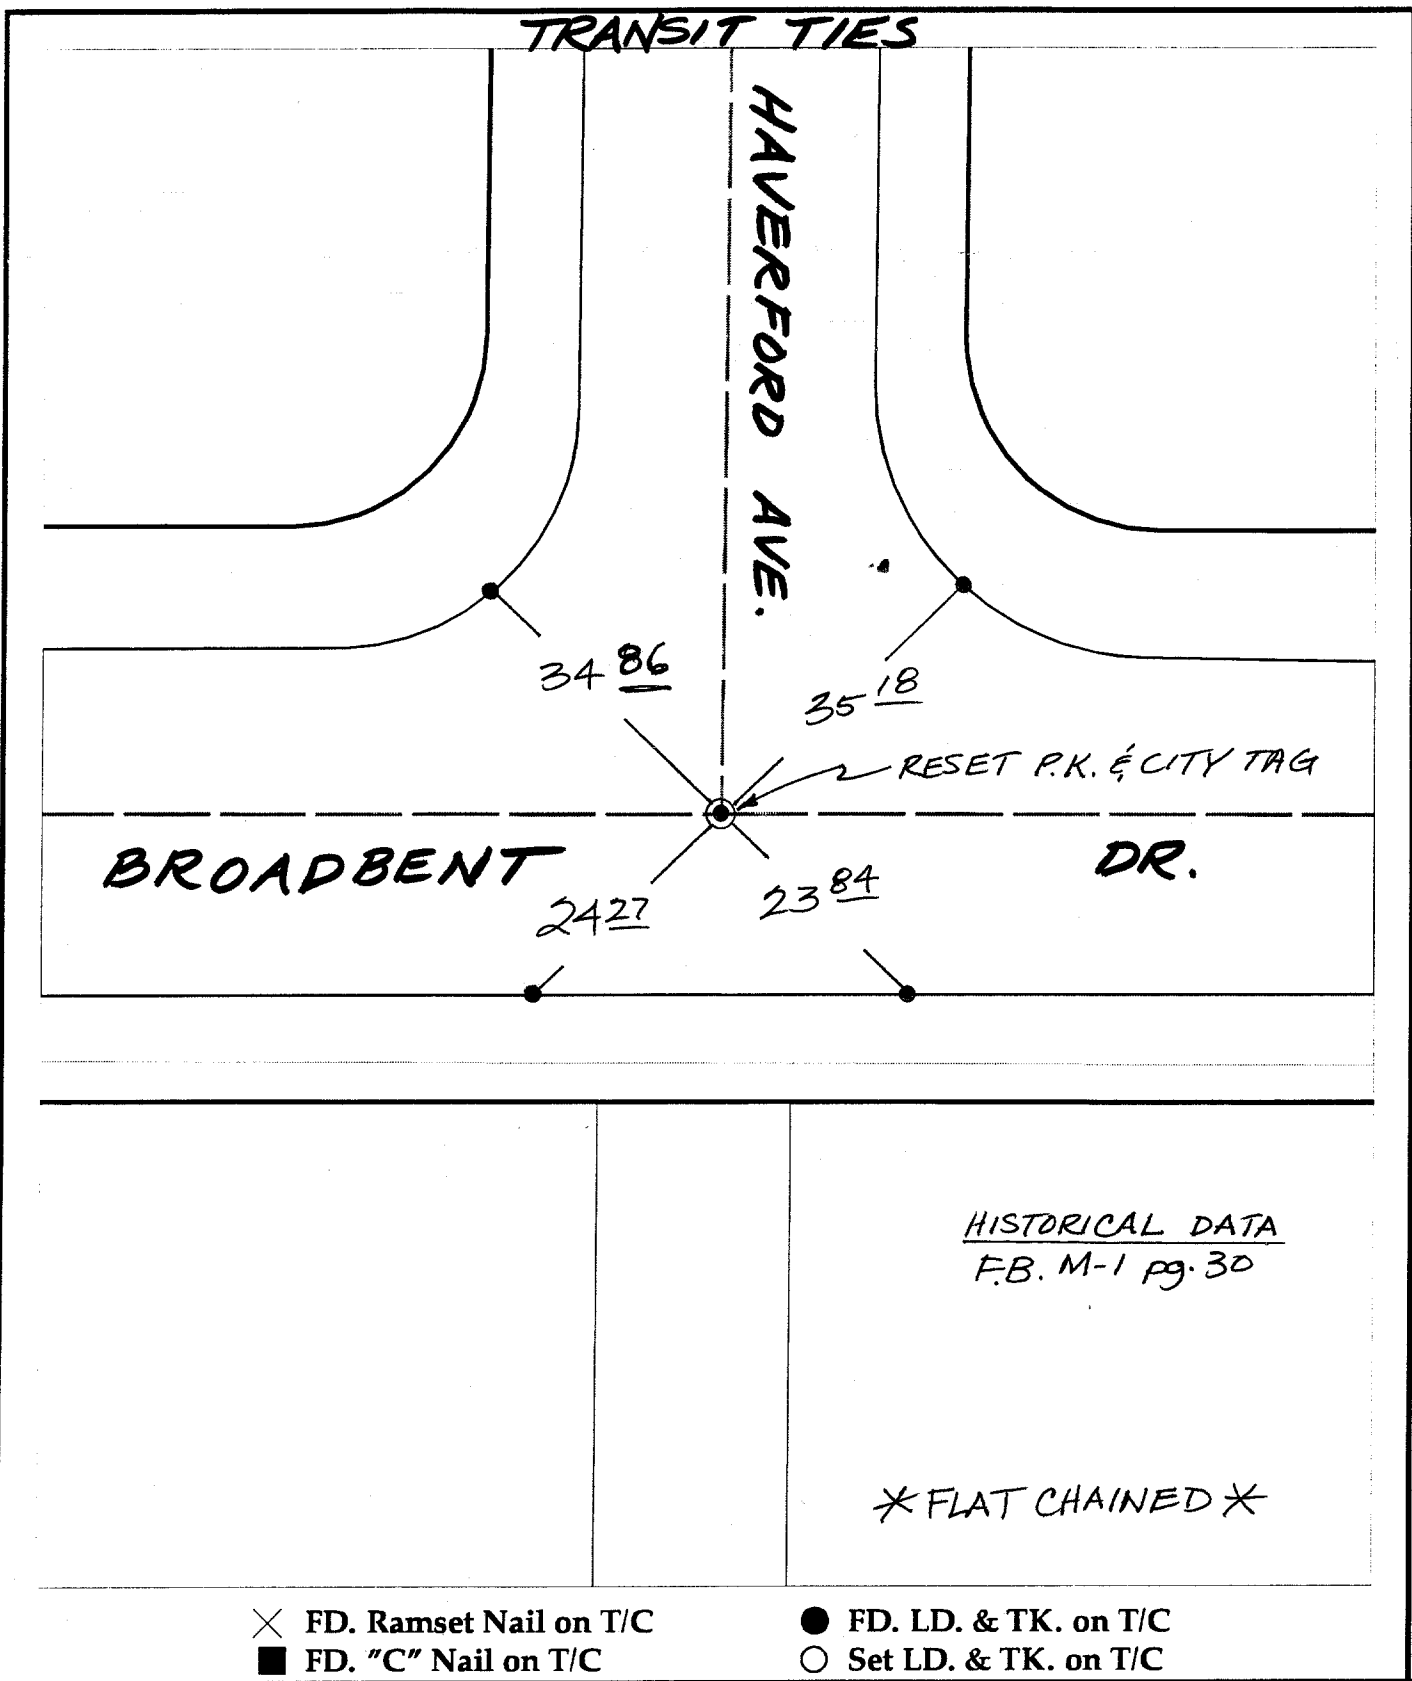 TRANSIT TIES
HAVERFORD AVE.
34 86
35 18
RESET P.K. & CITY TAG
BROADBENT DR.
24 27
23 84
HISTORICAL DATA
F.B. M-1 pg. 30
* FLAT CHAINED *
FD. Ramset Nail on T/C
FD. LD. & TK. on T/C
FD. "C" Nail on T/C
Set LD. & TK. on T/C